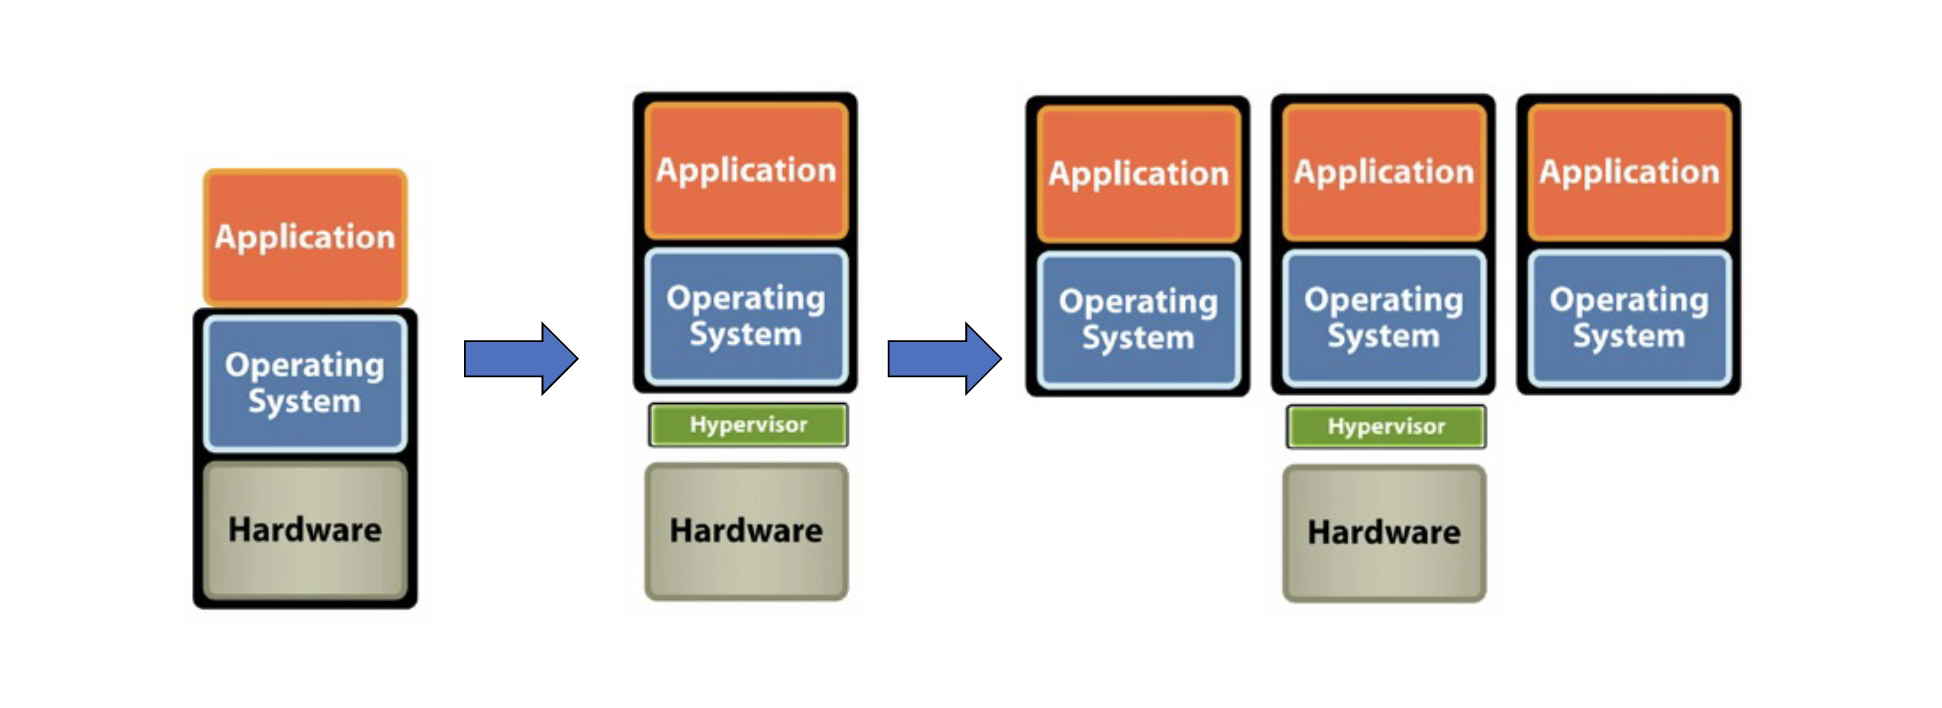 Application
Operating
System
Hardware
Application
Operating
System
Hypervisor
Hardware
Application
Operating
System
Application
Operating
System
Hypervisor
Hardware
Application
Operating
System